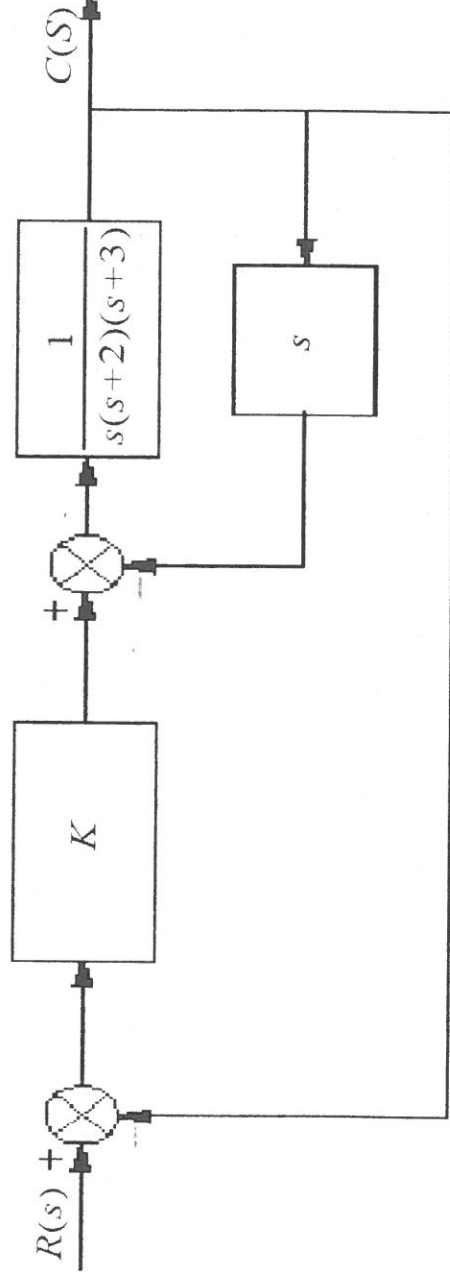 R(s)
+
−
K
+
−
1
s(s+2)(s+3)
s
C(S)